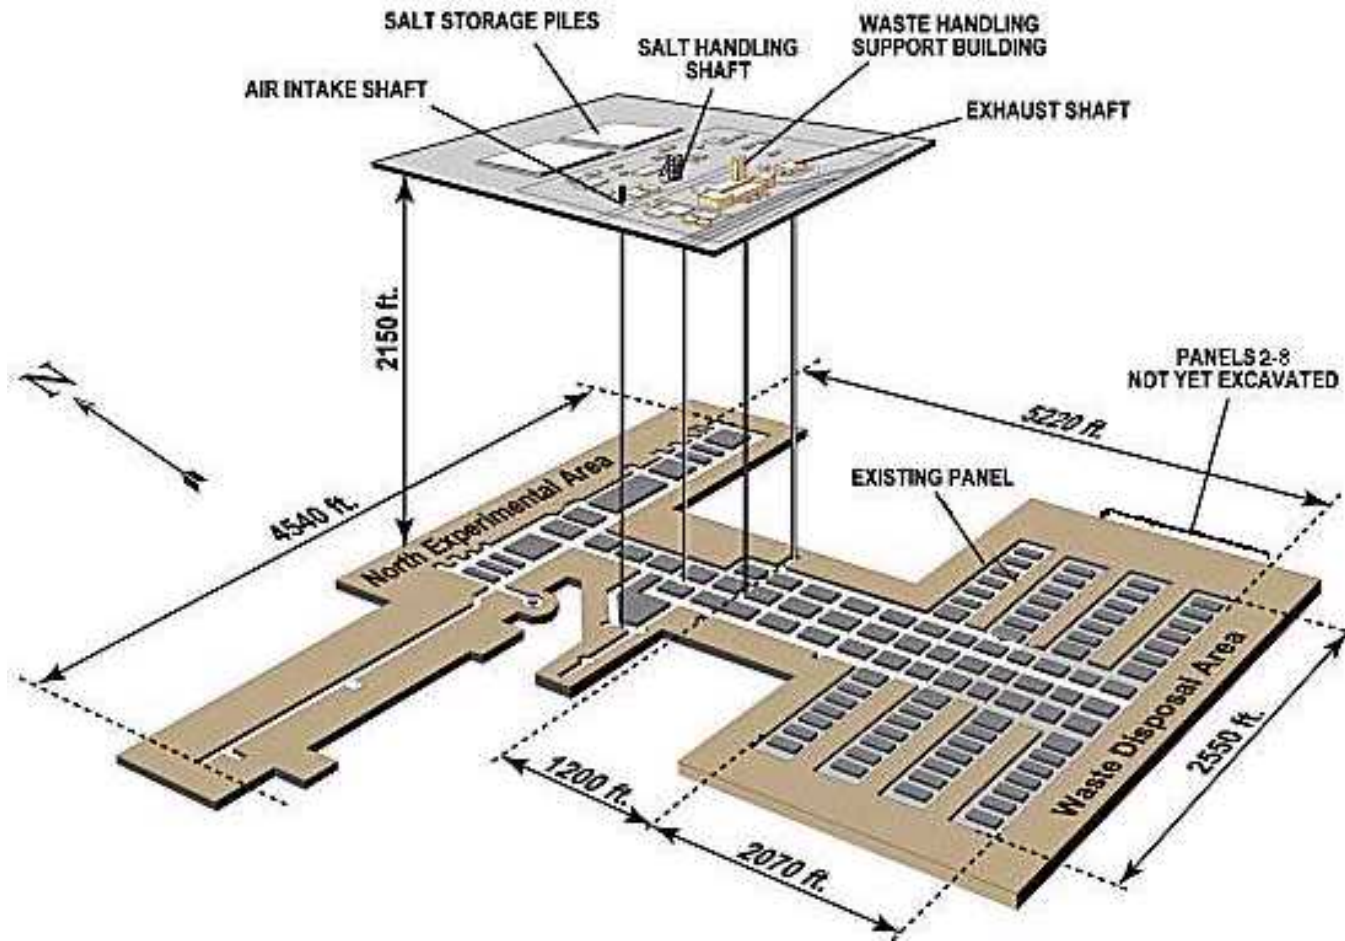 SALT STORAGE PILES
WASTE HANDLING
SUPPORT BUILDING
SALT HANDLING
SHAFT
AIR INTAKE SHAFT
EXHAUST SHAFT
2150 ft.
N
PANELS 2-8
NOT YET EXCAVATED
5220 ft.
EXISTING PANEL
4540 ft.
North Experimental Area
Waste Disposal Area
2550 ft.
1200 ft.
2070 ft.